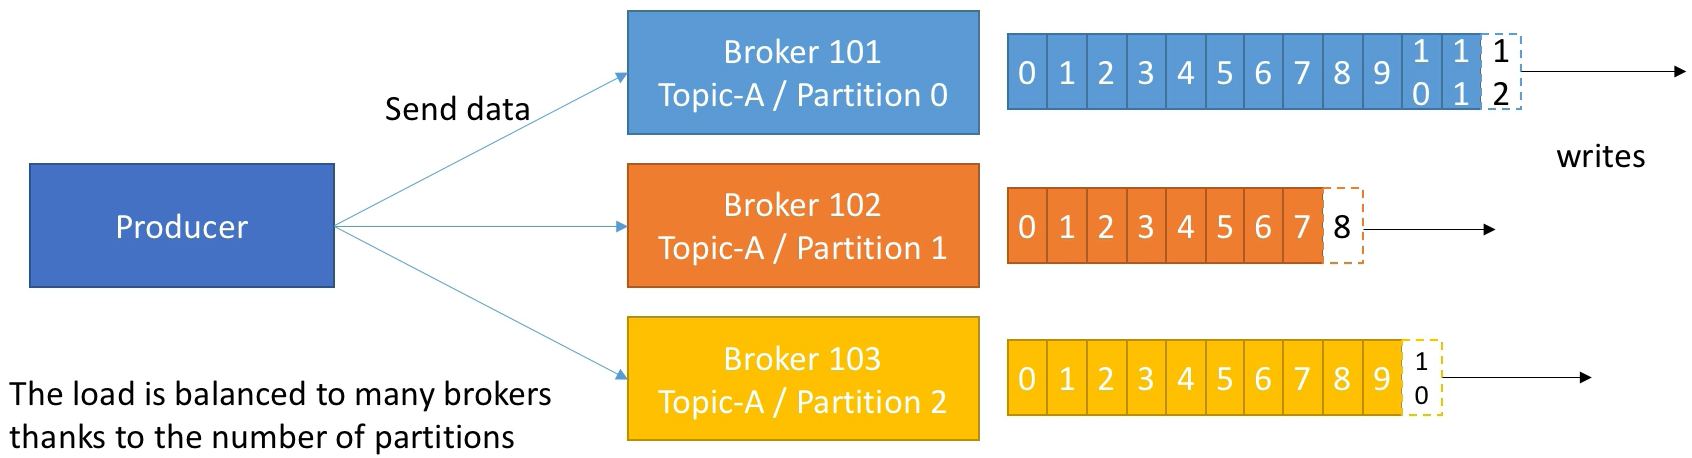 Broker 101
Topic-A / Partition 0
0 1 2 3 4 5 6 7 8 9 10 11 12
Send data
writes
Producer
Broker 102
Topic-A / Partition 1
0 1 2 3 4 5 6 7 8
Broker 103
Topic-A / Partition 2
0 1 2 3 4 5 6 7 8 9 10
The load is balanced to many brokers
thanks to the number of partitions